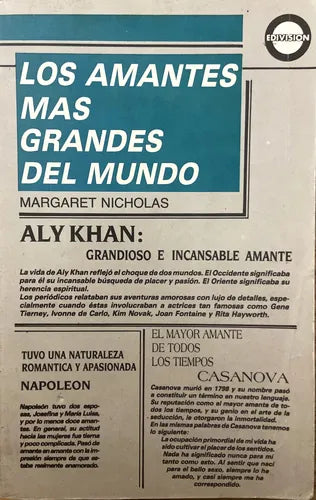 EDIVISION
LOS AMANTES
MAS
GRANDES
DEL MUNDO
MARGARET NICHOLAS
ALY KHAN:
GRANDIOSO E INCANSABLE AMANTE
La vida de Aly Khan reflejó el choque de dos mundos. El Occidente significaba
para él su incansable búsqueda de placer y pasión. El Oriente significaba su
herencia espiritual.
Los periódicos relataban sus aventuras amorosas con lujo de detalles, espe-
cialmente cuando éstas involucraban a actrices tan famosas como Gene
Tierney, Ivonne de Carlo, Kim Novak, Joan Fontaine y Rita Hayworth.
TUVO UNA NATURALEZA
ROMANTICA Y APASIONADA
NAPOLEON
Napoleón tuvo dos espo-
sas, Josefina y María Luisa,
y por lo menos doce aman-
tes. En general, su actitud
hacia las mujeres fue tierna
y poco complicada. Pasó de
amante en amante con la im-
presión siempre de que es-
taba realmente enamorado.
EL MAYOR AMANTE
DE TODOS
LOS TIEMPOS
CASANOVA
Casanova murió en 1798 y su nombre pasó
a constituir un término en nuestro lenguaje.
Su reputación como el mayor amante de to-
dos los tiempos, y su genio en el arte de la
seducción, le otorgaron la inmortalidad.
En las mismas palabras de Casanova tenemos
lo siguiente:
La ocupación primordial de mi vida ha
sido cultivar el placer de los sentidos.
Nada ha significado nunca para mí
tanto como esto. Al sentir que nací
para el bello sexo, siempre lo he
amado, y casi siempre me ha
correspondido.